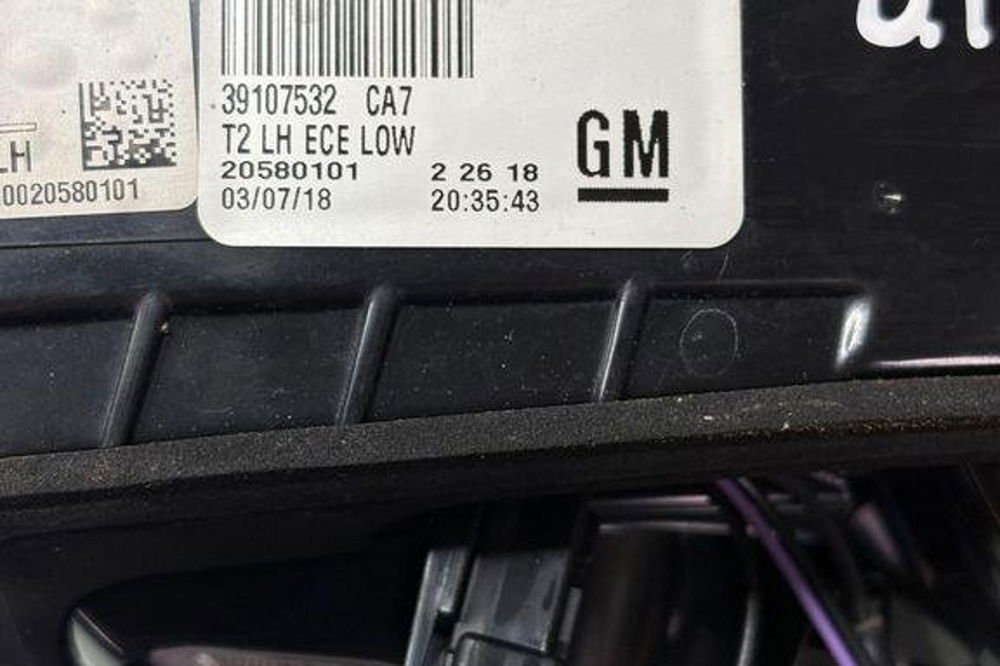 39107532 CA7
T2 LH ECE LOW
20580101 2 26 18
03/07/18 20:35:43
GM
LH
0020580101